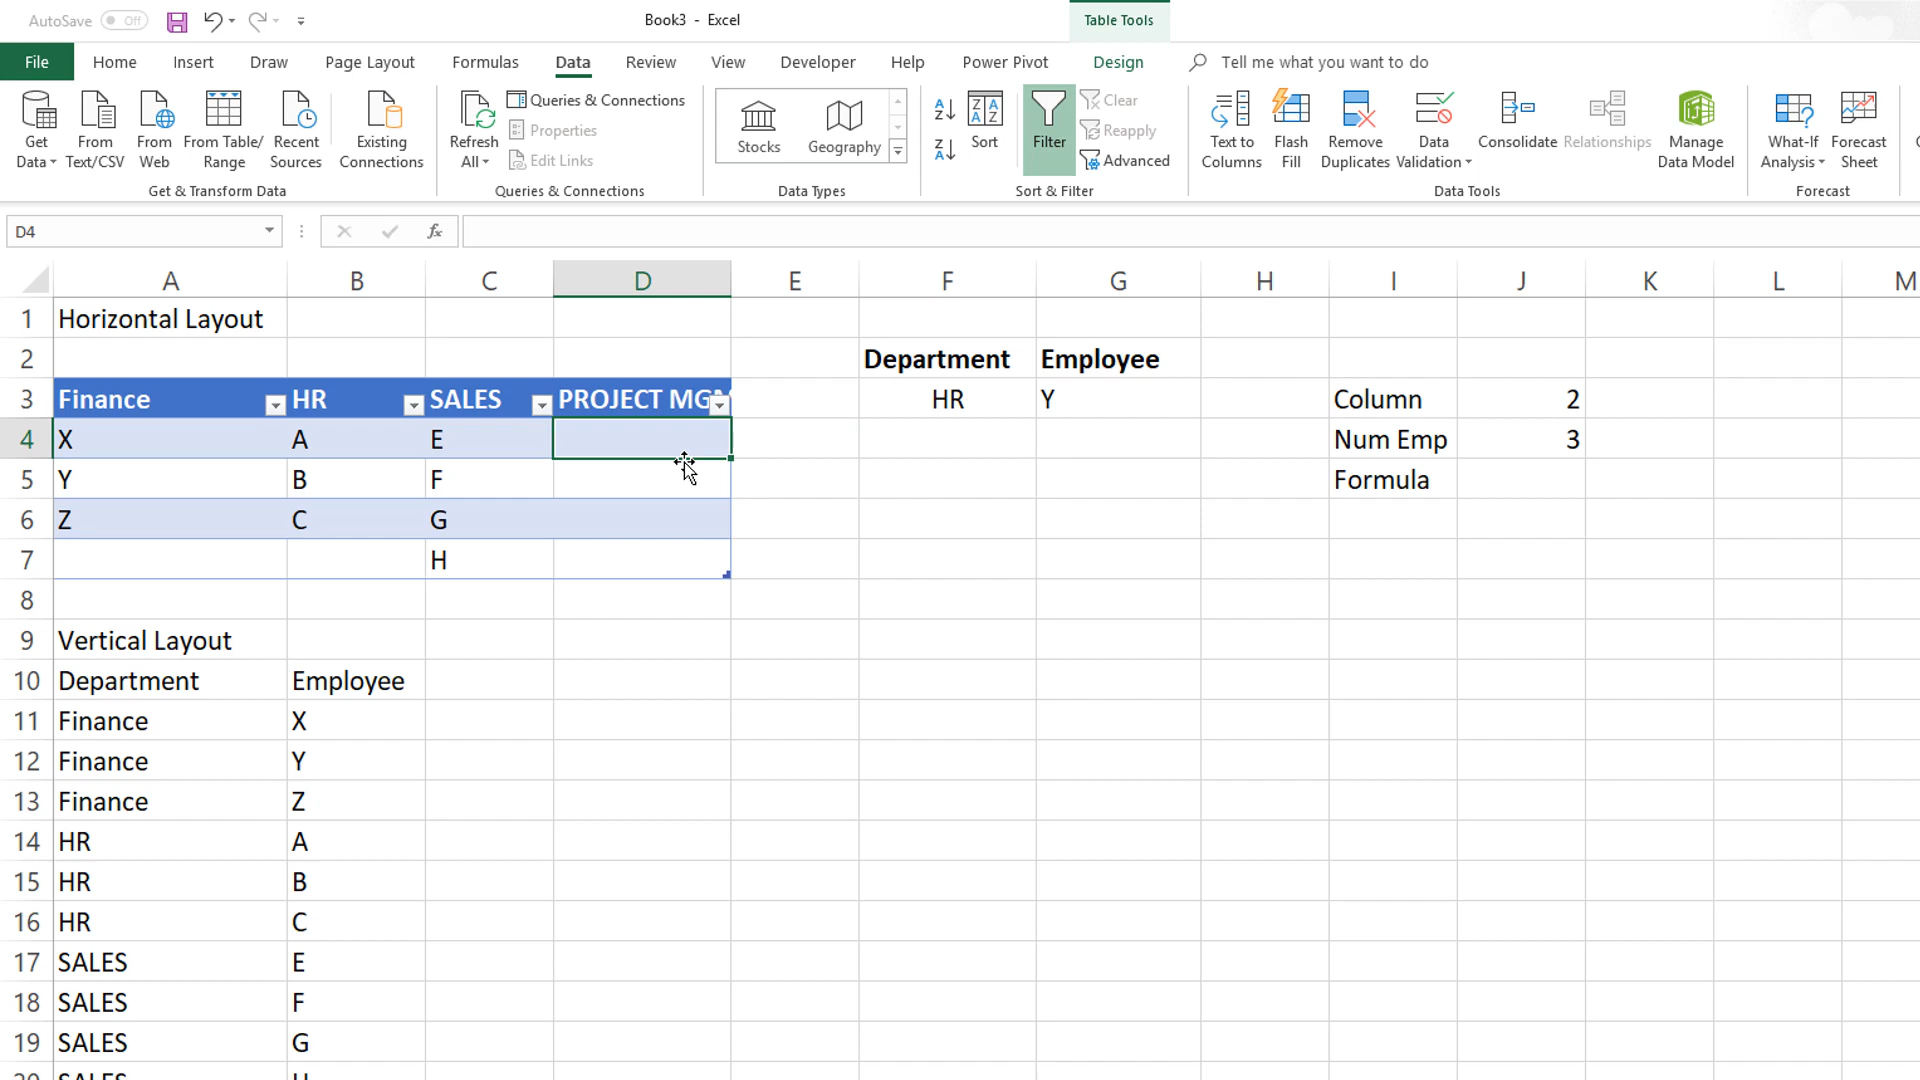 AutoSave Off Book3 - Excel Table Tools
File Home Insert Draw Page Layout Formulas Data Review View Developer Help Power Pivot Design Tell me what you want to do
Get Data From Text/CSV From Web From Table/Range Recent Sources Existing Connections
Get & Transform Data
Refresh All Queries & Connections Properties Edit Links
Queries & Connections
Stocks Geography
Data Types
Sort Filter Clear Reapply Advanced
Sort & Filter
Text to Columns Flash Fill Remove Duplicates Data Validation Consolidate Relationships Manage Data Model
Data Tools
What-If Analysis Forecast Sheet
Forecast
D4 fx
A B C D E F G H I J K L M
1 Horizontal Layout
2 Department Employee
3 Finance HR SALES PROJECT MGM HR Y Column 2
4 X A E Num Emp 3
5 Y B F Formula
6 Z C G
7 H
8
9 Vertical Layout
10 Department Employee
11 Finance X
12 Finance Y
13 Finance Z
14 HR A
15 HR B
16 HR C
17 SALES E
18 SALES F
19 SALES G